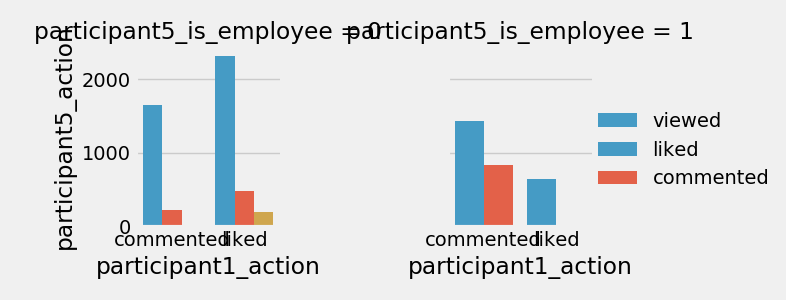 participant5_is_employee = 0
participant5_is_employee = 1
participant5_action
2000
1000
0
commented
liked
commented
liked
participant1_action
participant1_action
viewed
liked
commented